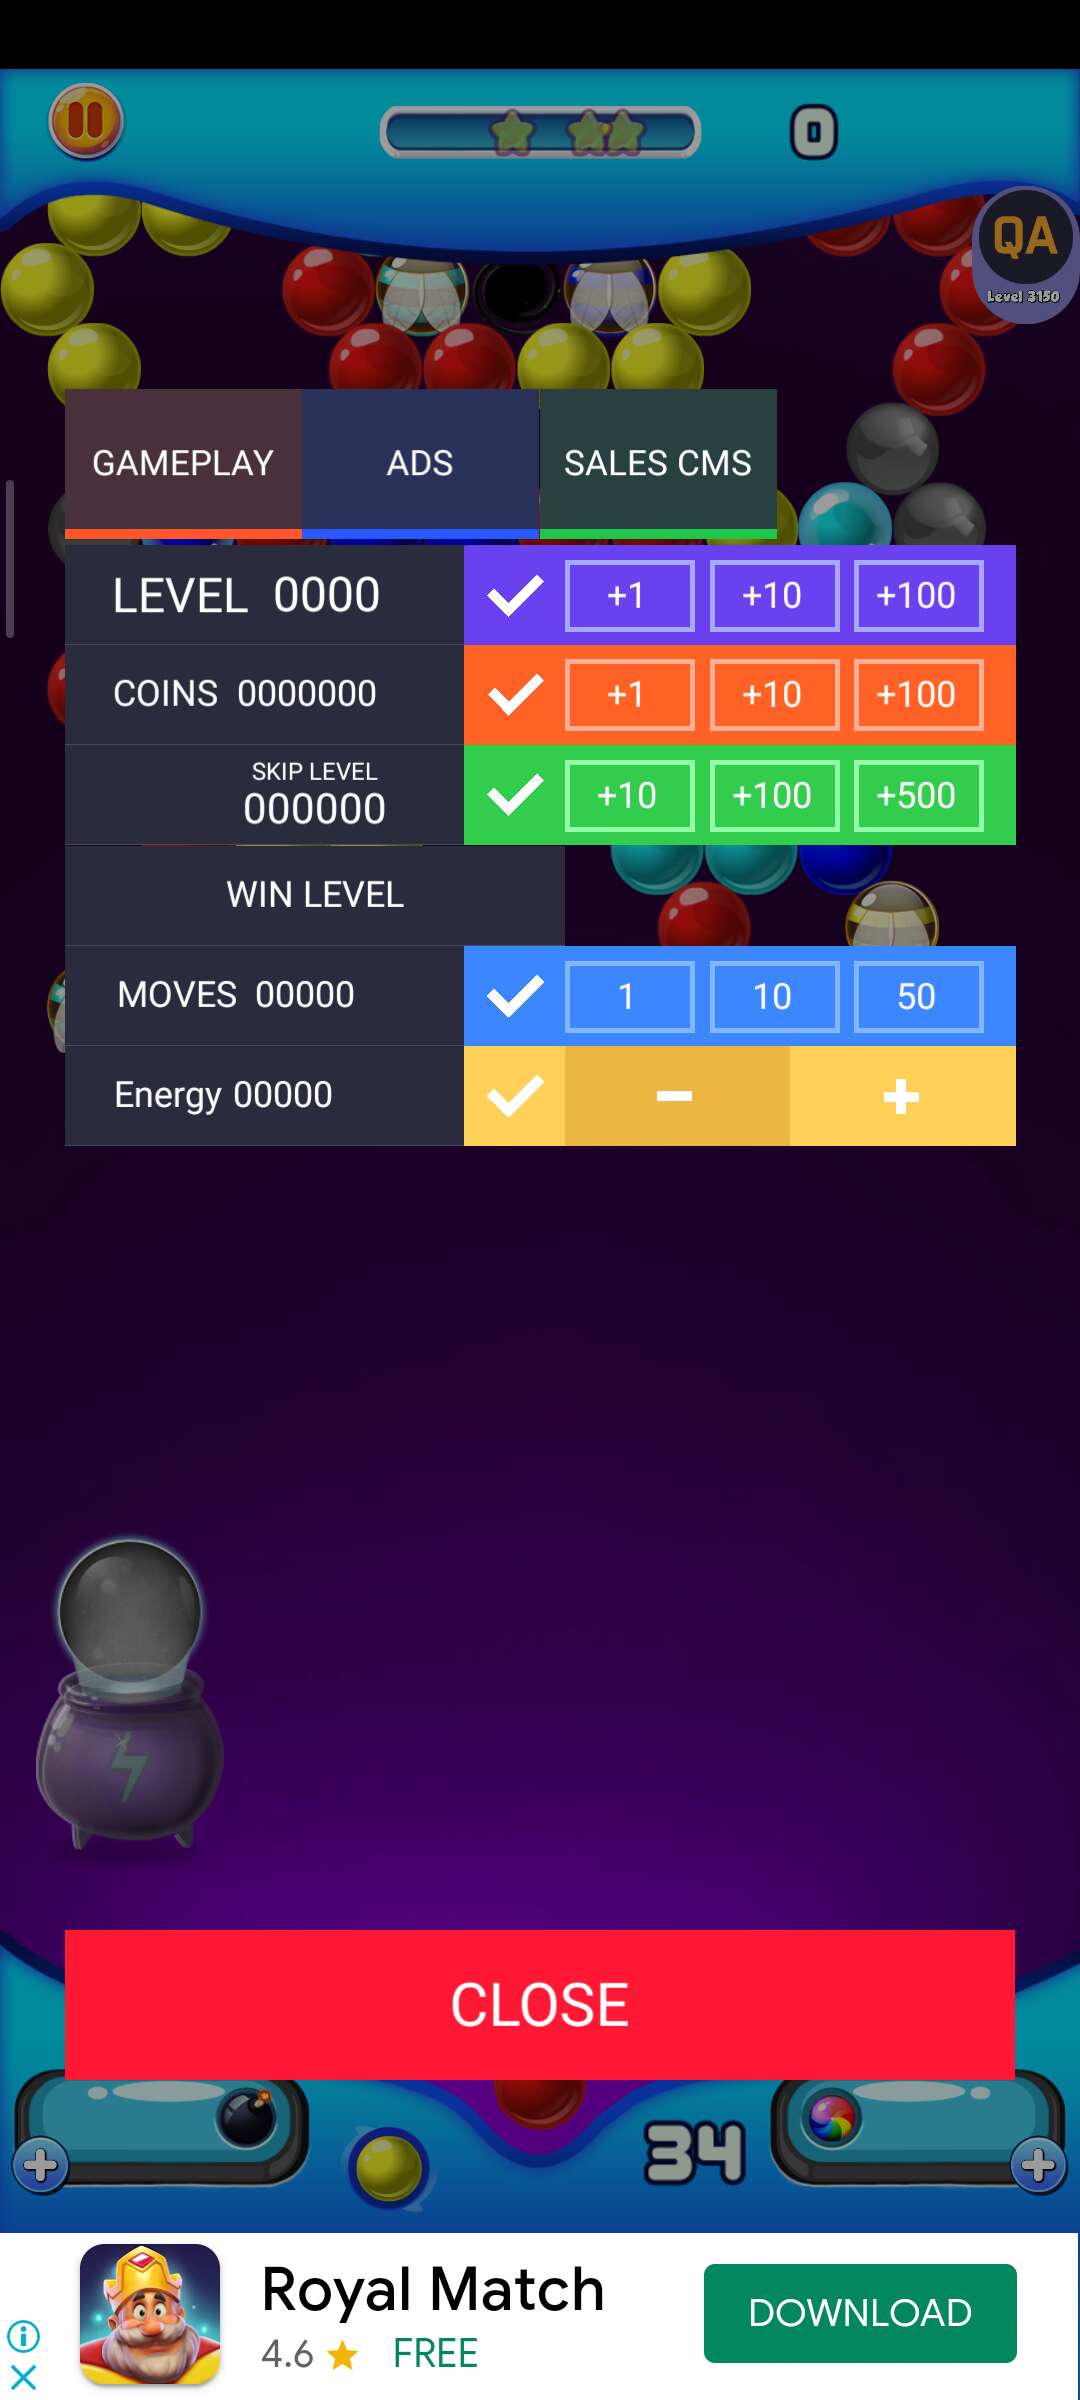 0
QA
Level 3150
GAMEPLAY ADS SALES CMS
LEVEL 0000 +1 +10 +100
COINS 0000000 +1 +10 +100
SKIP LEVEL
000000 +10 +100 +500
WIN LEVEL
MOVES 00000 1 10 50
Energy 00000
CLOSE
34
Royal Match
4.6 FREE
DOWNLOAD